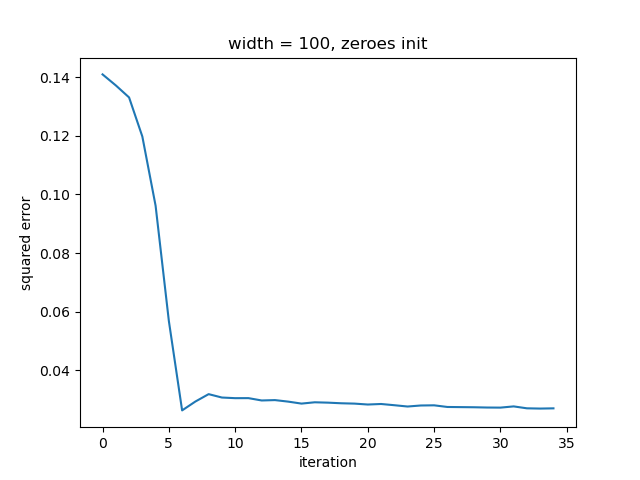 width = 100, zeroes init
0.14
0.12
0.10
0.08
0.06
0.04
squared error
0 5 10 15 20 25 30 35
iteration